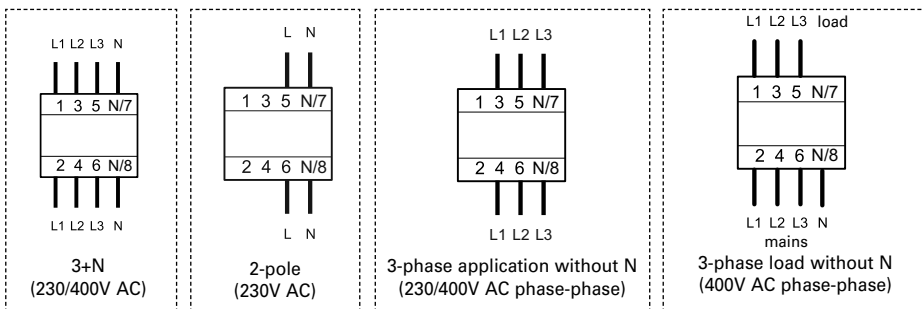 L1 L2 L3 N
1 3 5 N/7
2 4 6 N/8
L1 L2 L3 N
3+N
(230/400V AC)
L N
1 3 5 N/7
2 4 6 N/8
L N
2-pole
(230V AC)
L1 L2 L3
1 3 5 N/7
2 4 6 N/8
L1 L2 L3
3-phase application without N
(230/400V AC phase-phase)
L1 L2 L3 load
1 3 5 N/7
2 4 6 N/8
L1 L2 L3 N
mains
3-phase load without N
(400V AC phase-phase)